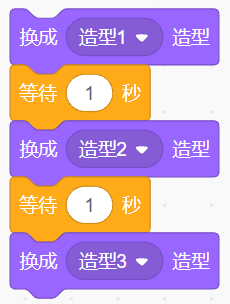 换成 造型1 造型
等待 1 秒
换成 造型2 造型
等待 1 秒
换成 造型3 造型